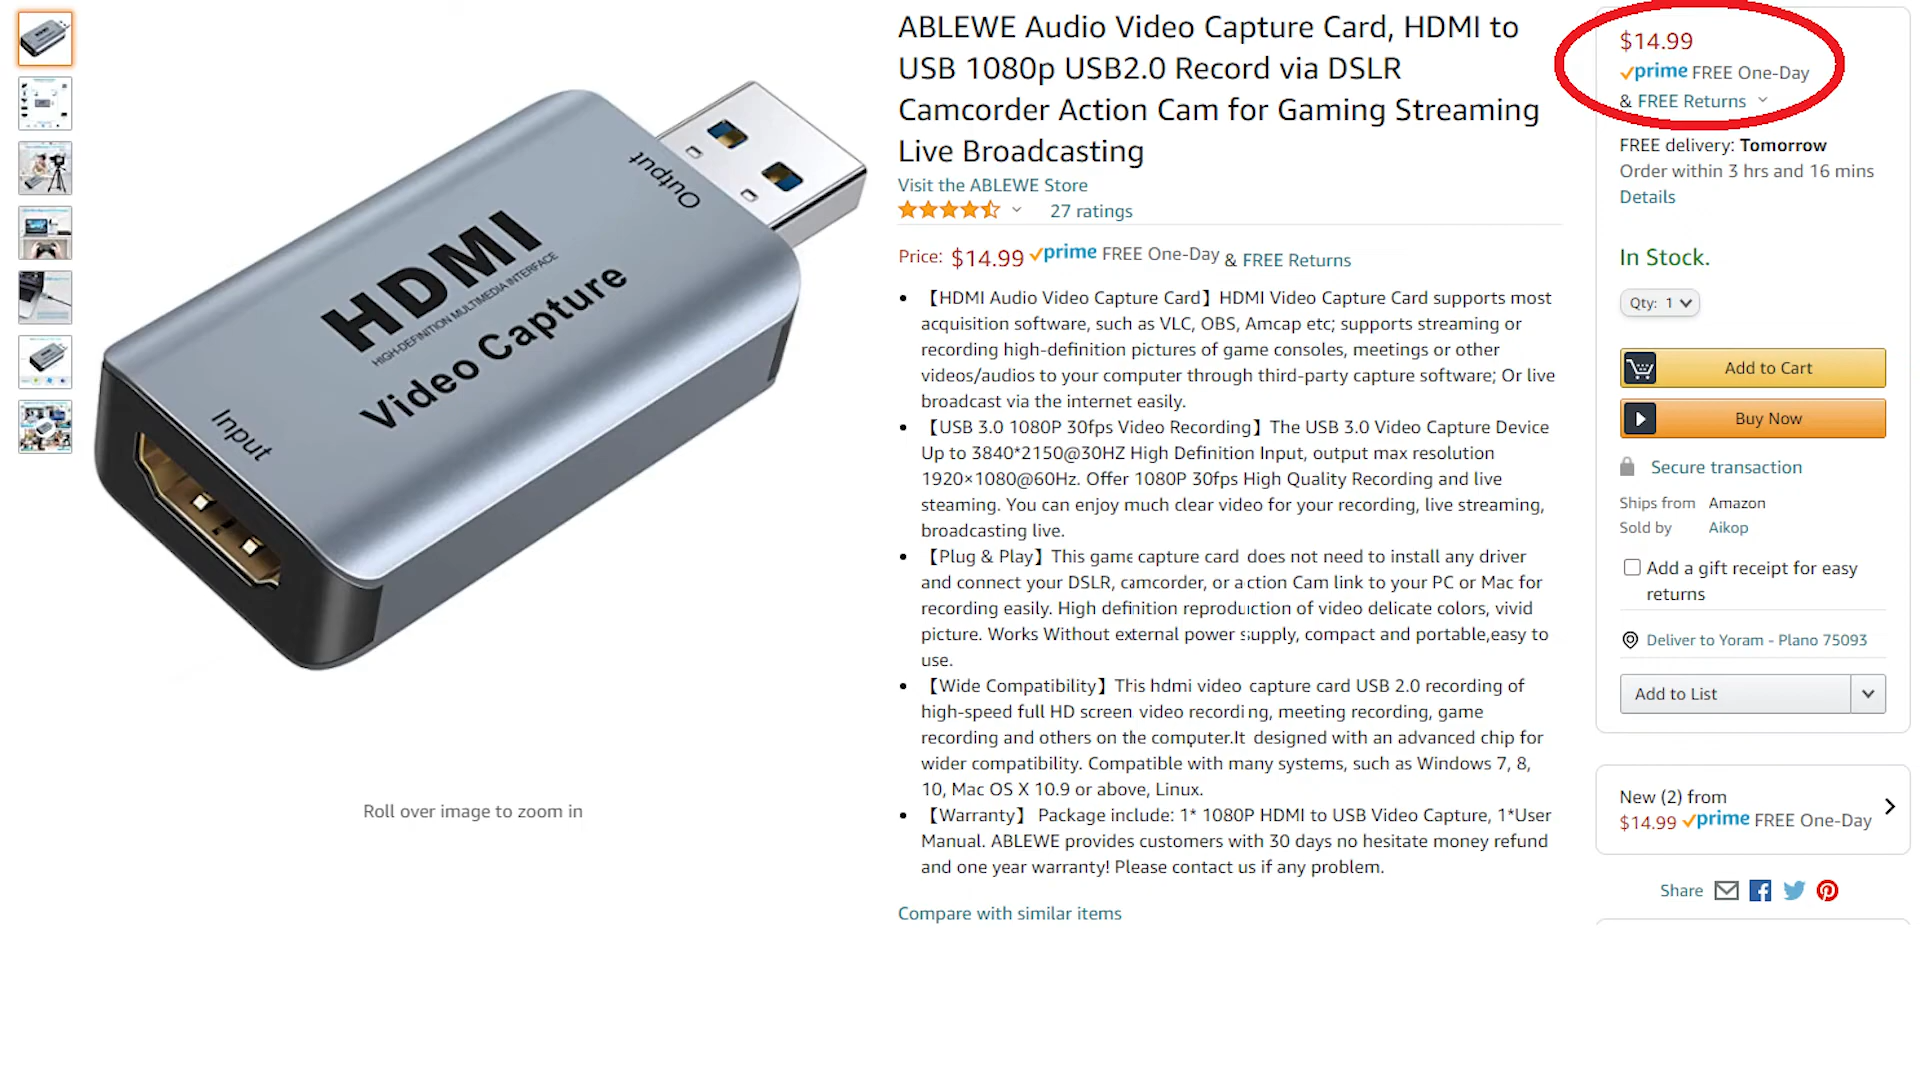 HDMI
HIGH-DEFINITION MULTIMEDIA INTERFACE
Video Capture
Input
Output
Roll over image to zoom in
ABLEWE Audio Video Capture Card, HDMI to
USB 1080p USB2.0 Record via DSLR
Camcorder Action Cam for Gaming Streaming
Live Broadcasting
Visit the ABLEWE Store
27 ratings
Price: $14.99 prime FREE One-Day & FREE Returns
• 【HDMI Audio Video Capture Card】HDMI Video Capture Card supports most
acquisition software, such as VLC, OBS, Amcap etc; supports streaming or
recording high-definition pictures of game consoles, meetings or other
videos/audios to your computer through third-party capture software; Or live
broadcast via the internet easily.
• 【USB 3.0 1080P 30fps Video Recording】The USB 3.0 Video Capture Device
Up to 3840*2150@30HZ High Definition Input, output max resolution
1920×1080@60Hz. Offer 1080P 30fps High Quality Recording and live
steaming. You can enjoy much clear video for your recording, live streaming,
broadcasting live.
• 【Plug & Play】This game capture card does not need to install any driver
and connect your DSLR, camcorder, or action Cam link to your PC or Mac for
recording easily. High definition reproduction of video delicate colors, vivid
picture. Works Without external power supply, compact and portable,easy to
use.
• 【Wide Compatibility】This hdmi video capture card USB 2.0 recording of
high-speed full HD screen video recording, meeting recording, game
recording and others on the computer.It designed with an advanced chip for
wider compatibility. Compatible with many systems, such as Windows 7, 8,
10, Mac OS X 10.9 or above, Linux.
• 【Warranty】 Package include: 1* 1080P HDMI to USB Video Capture, 1*User
Manual. ABLEWE provides customers with 30 days no hesitate money refund
and one year warranty! Please contact us if any problem.
Compare with similar items
$14.99
prime FREE One-Day
& FREE Returns
FREE delivery: Tomorrow
Order within 3 hrs and 16 mins
Details
In Stock.
Qty: 1
Add to Cart
Buy Now
Secure transaction
Ships from Amazon
Sold by Aikop
Add a gift receipt for easy
returns
Deliver to Yoram - Plano 75093
Add to List
New (2) from
$14.99 prime FREE One-Day
Share